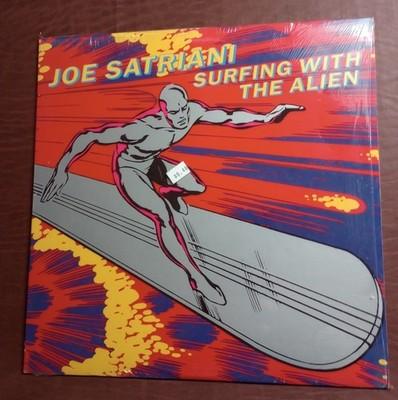 JOE SATRIANI
SURFING WITH
THE ALIEN